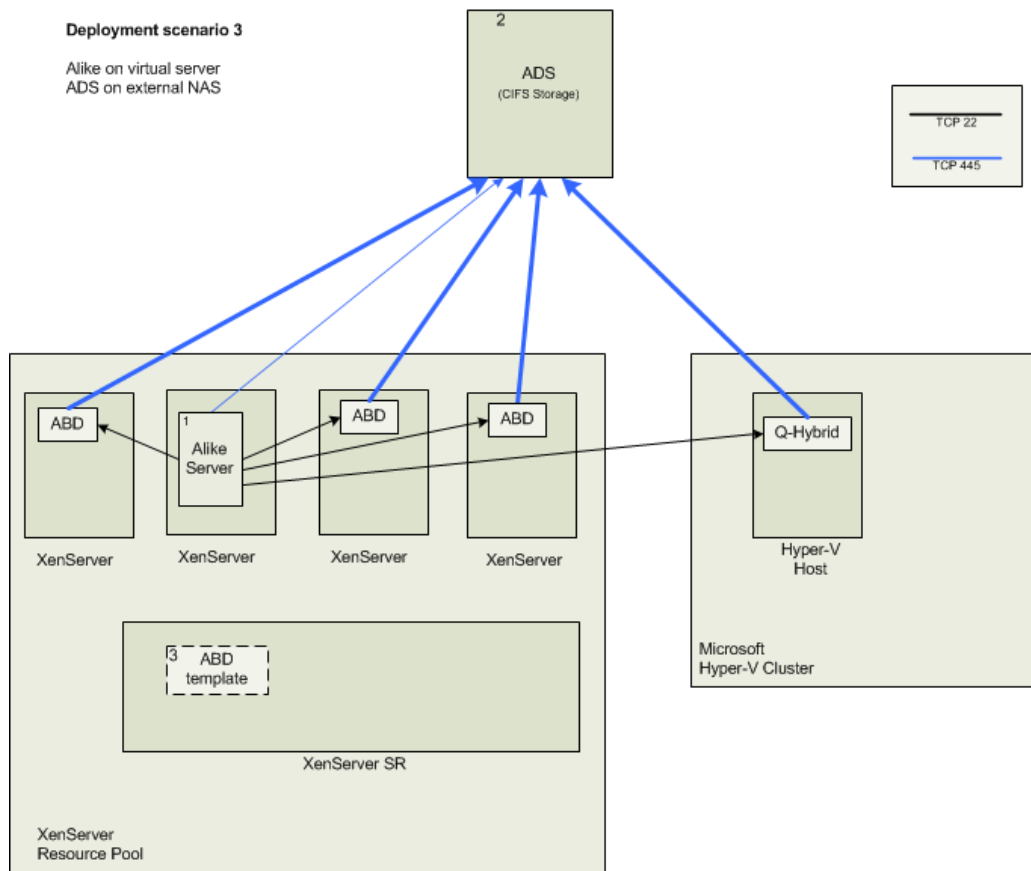 Deployment scenario 3
Alike on virtual server
ADS on external NAS
2
ADS
(CIFS Storage)
TCP 22
TCP 445
ABD
1
Alike
Server
ABD
ABD
Q-Hybrid
XenServer
XenServer
XenServer
XenServer
Hyper-V
Host
3
ABD
template
XenServer SR
Microsoft
Hyper-V Cluster
XenServer
Resource Pool